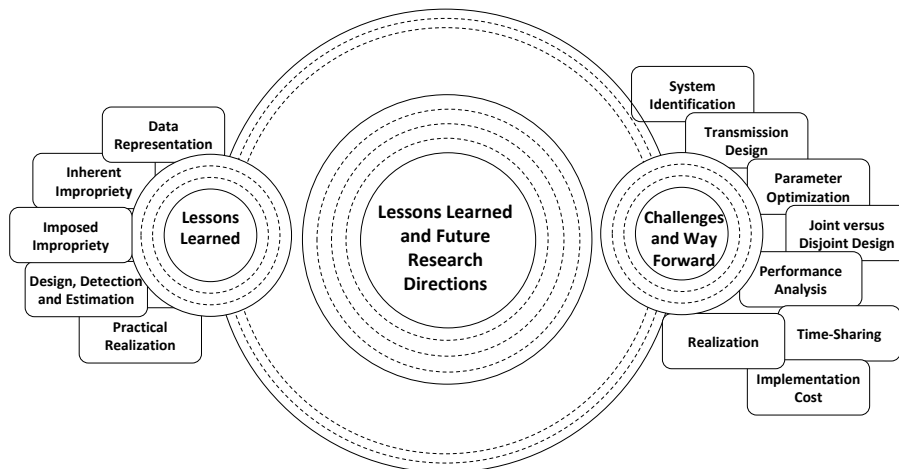 Data
Representation
Inherent
Impropriety
Imposed
Impropriety
Design, Detection
and Estimation
Practical
Realization
Lessons
Learned
Lessons Learned
and Future
Research
Directions
Challenges
and Way
Forward
System
Identification
Transmission
Design
Parameter
Optimization
Joint versus
Disjoint Design
Performance
Analysis
Time-Sharing
Realization
Implementation
Cost